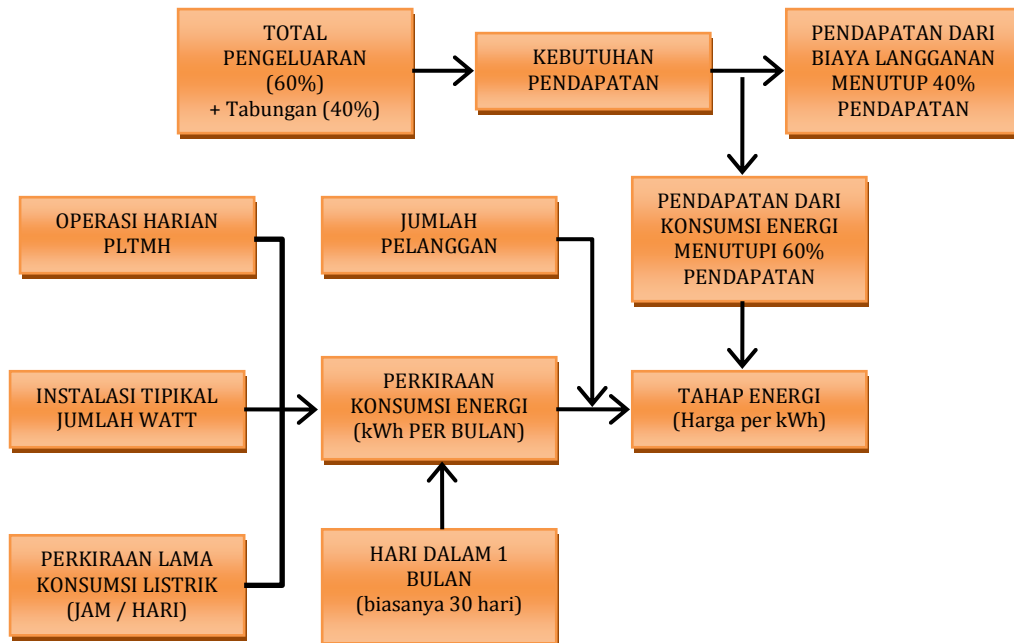 TOTAL
PENGELUARAN
(60%)
+ Tabungan (40%)
KEBUTUHAN
PENDAPATAN
PENDAPATAN DARI
BIAYA LANGGANAN
MENUTUP 40%
PENDAPATAN
OPERASI HARIAN
PLTMH
JUMLAH
PELANGGAN
PENDAPATAN DARI
KONSUMSI ENERGI
MENUTUPI 60%
PENDAPATAN
INSTALASI TIPIKAL
JUMLAH WATT
PERKIRAAN
KONSUMSI ENERGI
(kWh PER BULAN)
TAHAP ENERGI
(Harga per kWh)
PERKIRAAN LAMA
KONSUMSI LISTRIK
(JAM / HARI)
HARI DALAM 1
BULAN
(biasanya 30 hari)